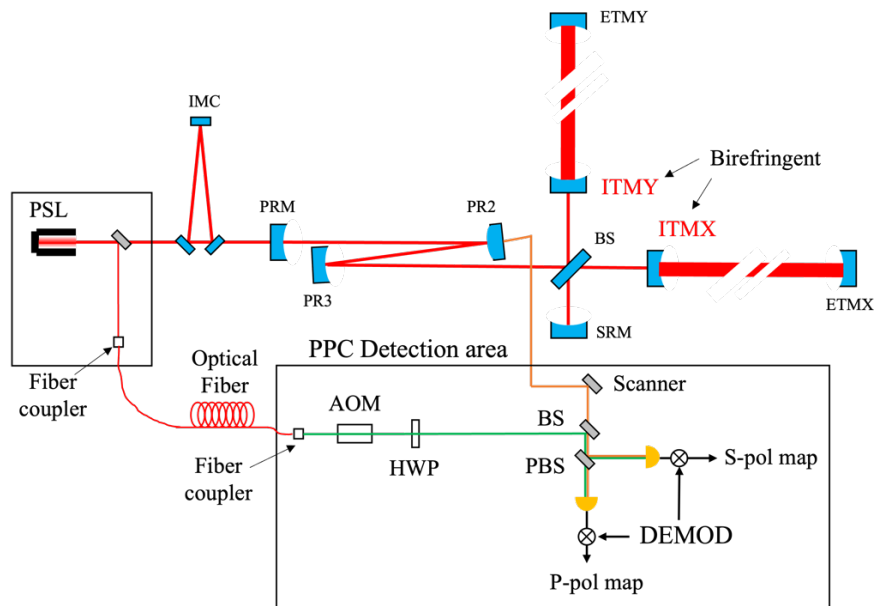 ETMY
IMC
Birefringent
ITMY
PSL
PRM
PR2
ITMX
BS
PR3
ETMX
SRM
Optical
Fiber
PPC Detection area
Fiber
coupler
Scanner
AOM
BS
Fiber
coupler
HWP
PBS
S-pol map
DEMOD
P-pol map